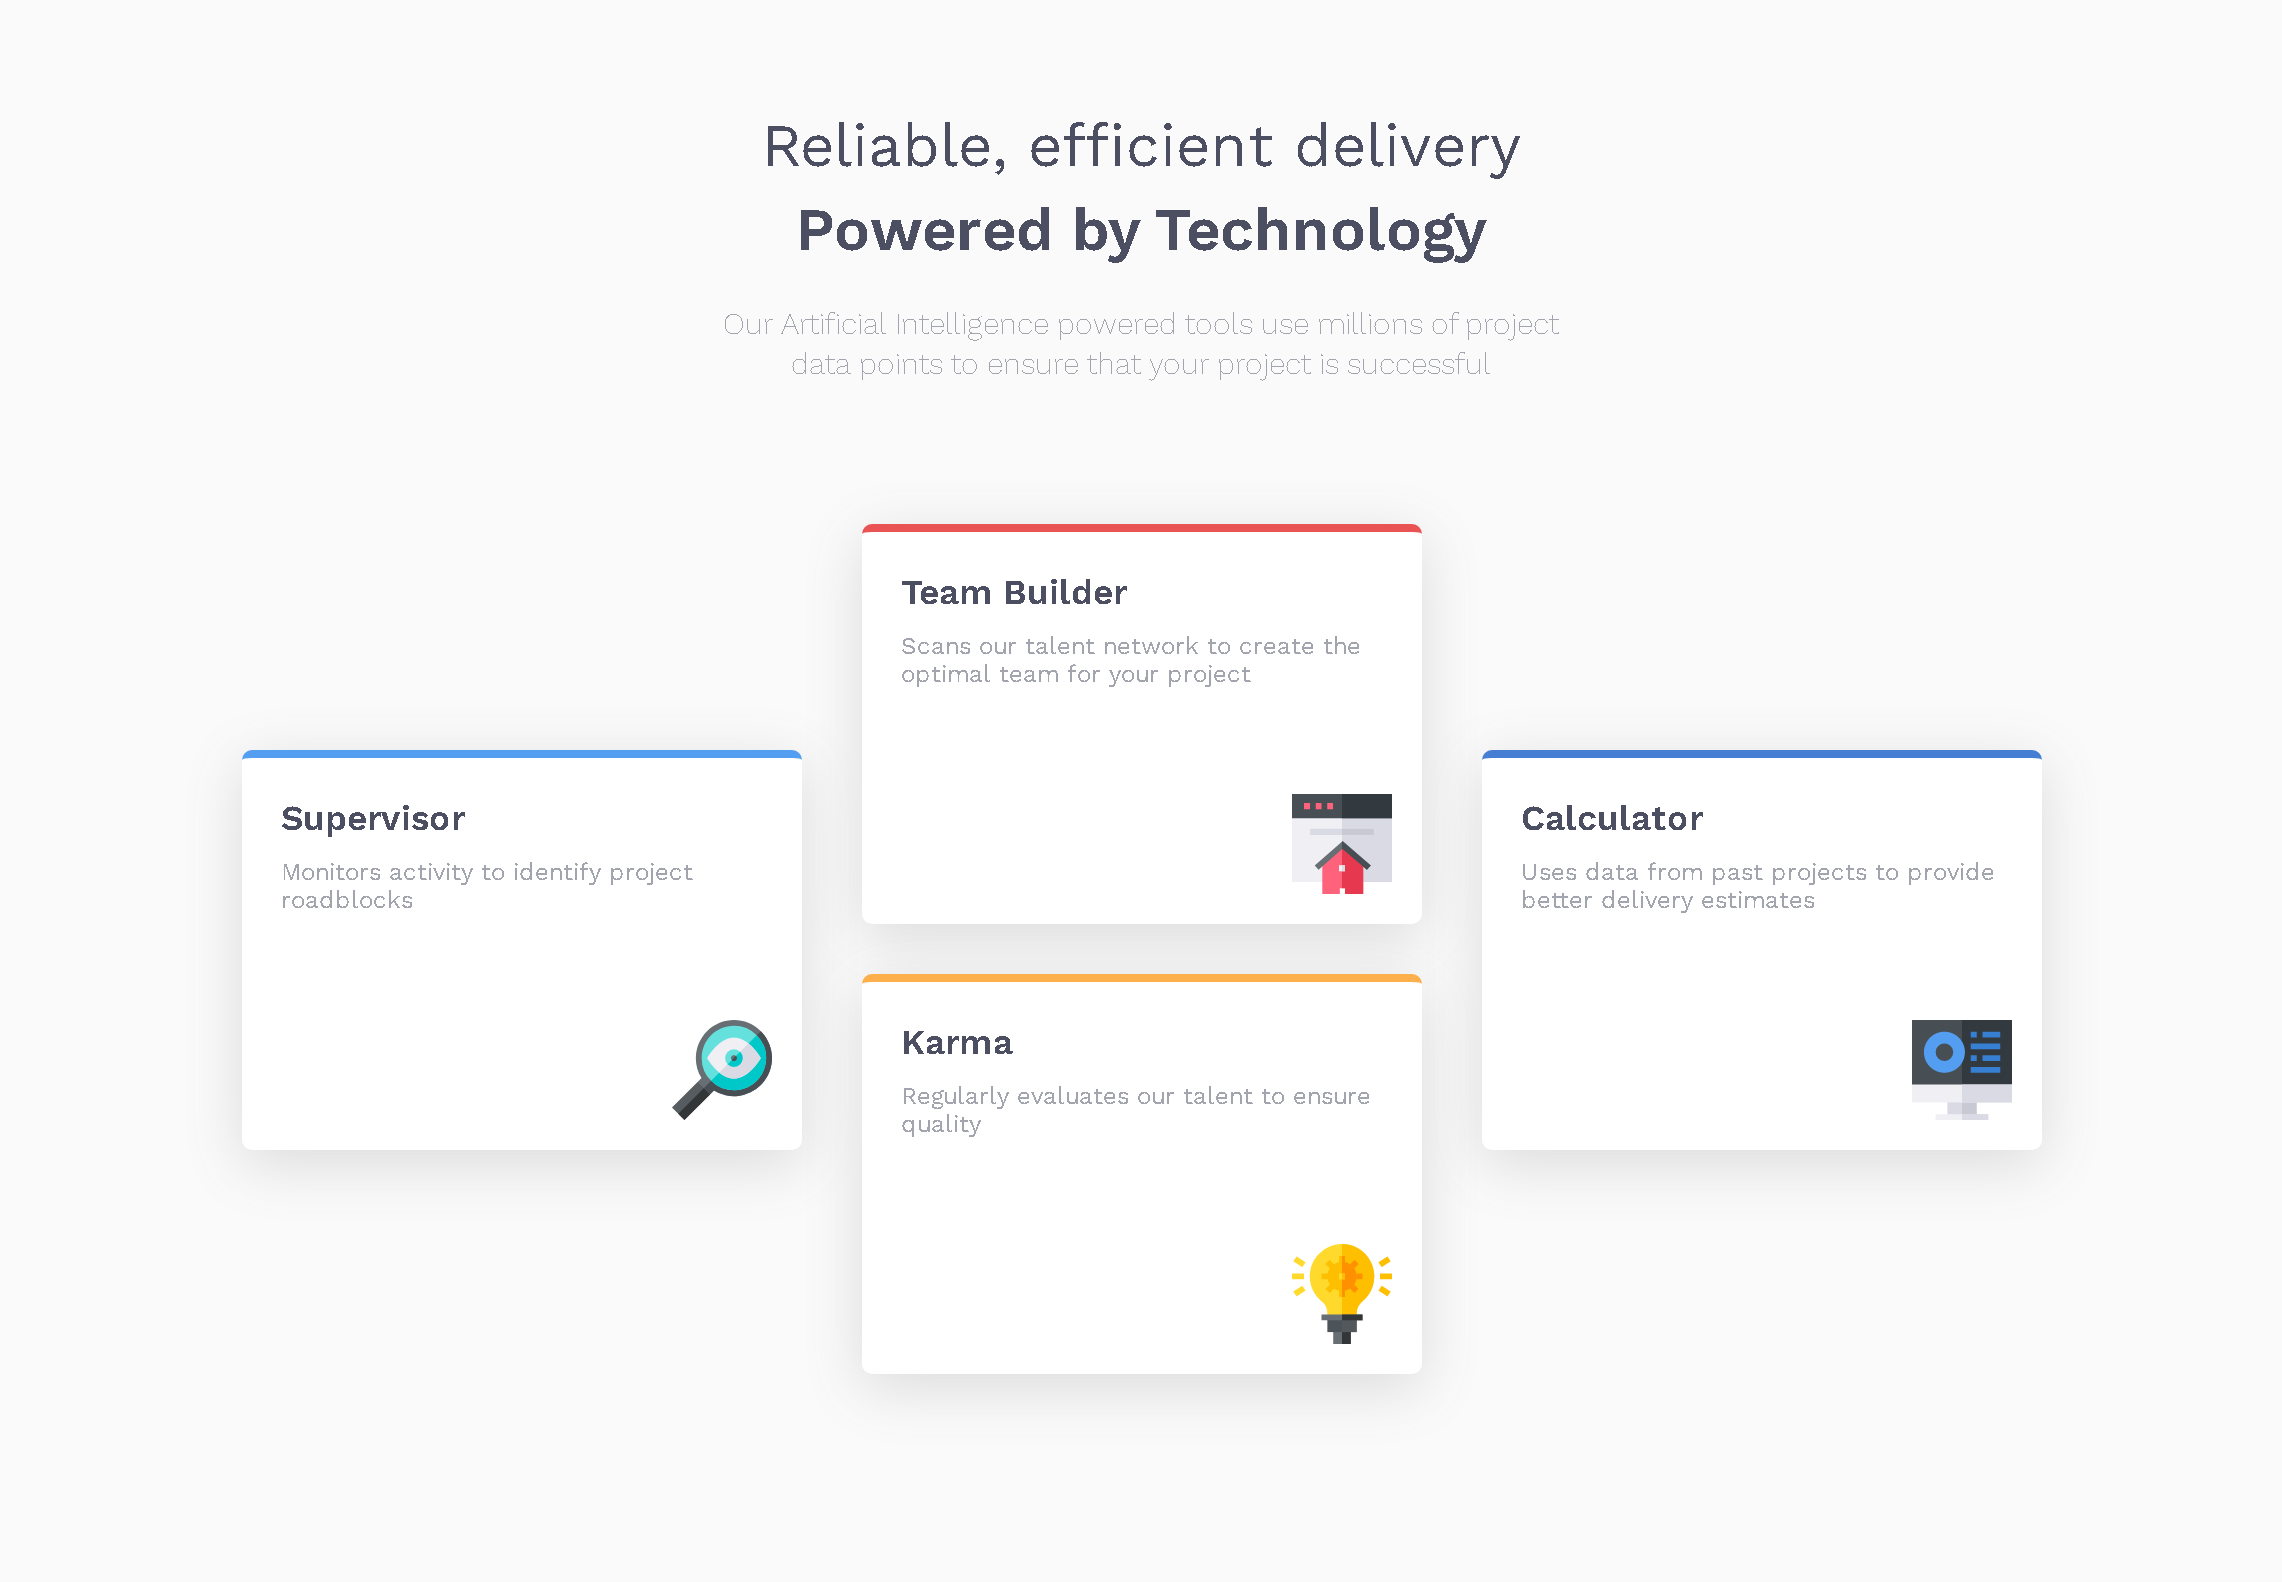 Reliable, efficient delivery
Powered by Technology
Our Artificial Intelligence powered tools use millions of project
data points to ensure that your project is successful
Team Builder
Scans our talent network to create the
optimal team for your project
Supervisor
Monitors activity to identify project
roadblocks
Calculator
Uses data from past projects to provide
better delivery estimates
Karma
Regularly evaluates our talent to ensure
quality